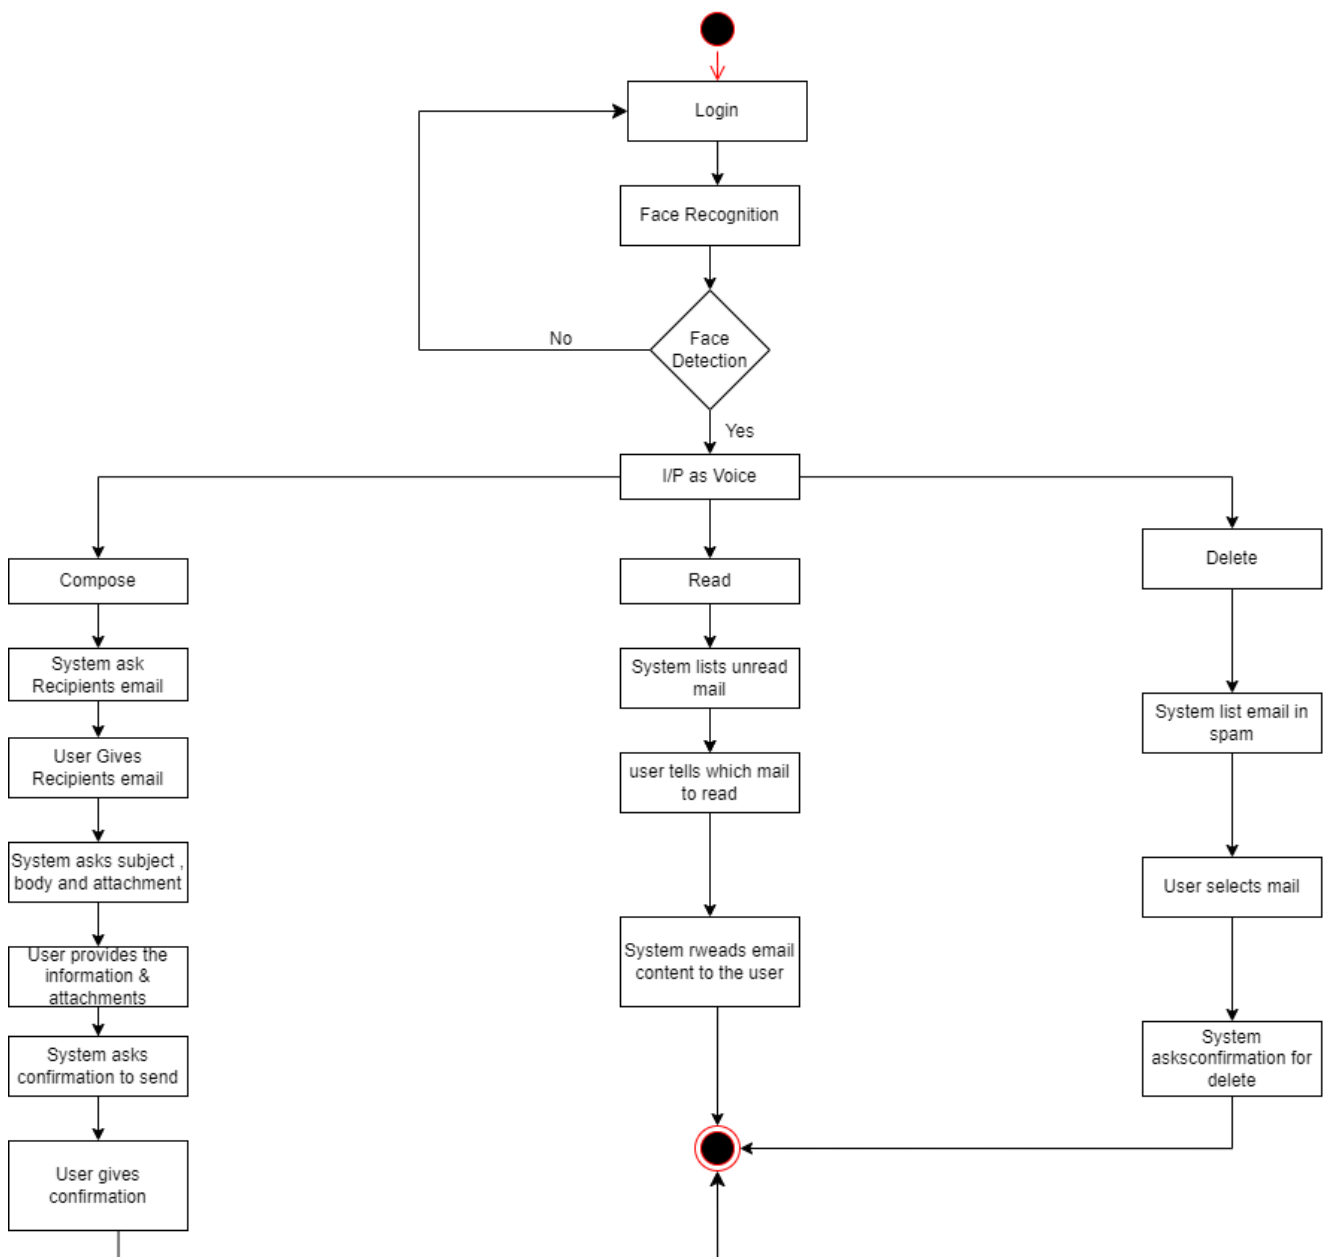 Login
Face Recognition
Face
Detection
No
Yes
I/P as Voice
Compose
System ask
Recipients email
User Gives
Recipients email
System asks subject ,
body and attachment
User provides the
information &
attachments
System asks
confirmation to send
User gives
confirmation
Read
System lists unread
mail
user tells which mail
to read
System rweads email
content to the user
Delete
System list email in
spam
User selects mail
System
asksconfirmation for
delete